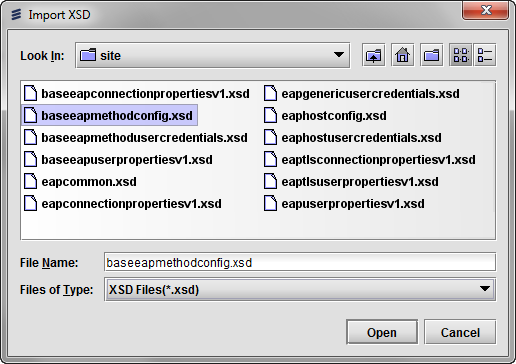 Import XSD
Look In: site
baseeapconnectionpropertiesv1.xsd
baseeapmethodconfig.xsd
baseeapmethodusercredentials.xsd
baseeapuserpropertiesv1.xsd
eapcommon.xsd
eapconnectionpropertiesv1.xsd
eapgenericusercredentials.xsd
eaphostconfig.xsd
eaphostusercredentials.xsd
eaptlsconnectionpropertiesv1.xsd
eaptlsuserpropertiesv1.xsd
eapuserpropertiesv1.xsd
File Name: baseeapmethodconfig.xsd
Files of Type: XSD Files(*.xsd)
Open Cancel